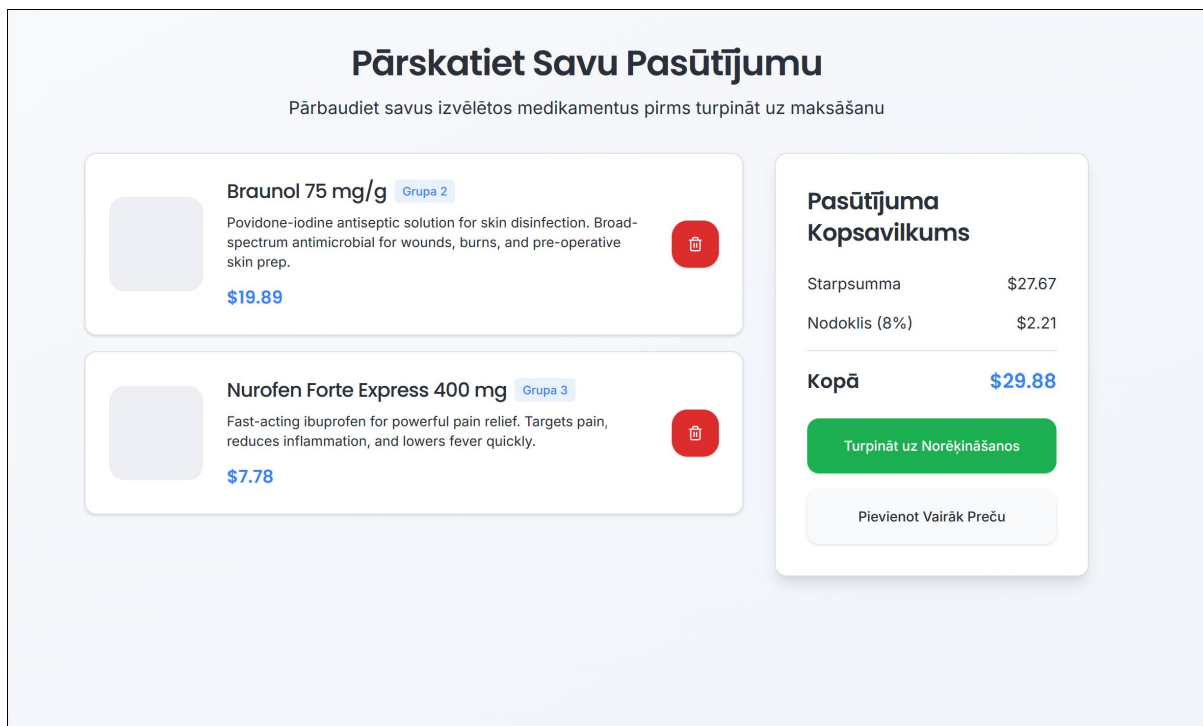 Pārskatiet Savu Pasūtījumu
Pārbaudiet savus izvēlētos medikamentus pirms turpināt uz maksāšanu
Braunol 75 mg/g Grupa 2
Povidone-iodine antiseptic solution for skin disinfection. Broad-
spectrum antimicrobial for wounds, burns, and pre-operative
skin prep.
$19.89
Nurofen Forte Express 400 mg Grupa 3
Fast-acting ibuprofen for powerful pain relief. Targets pain,
reduces inflammation, and lowers fever quickly.
$7.78
Pasūtījuma
Kopsavilkums
Starpsumma $27.67
Nodoklis (8%) $2.21
Kopā $29.88
Turpināt uz Norēķināšanos
Pievienot Vairāk Preču